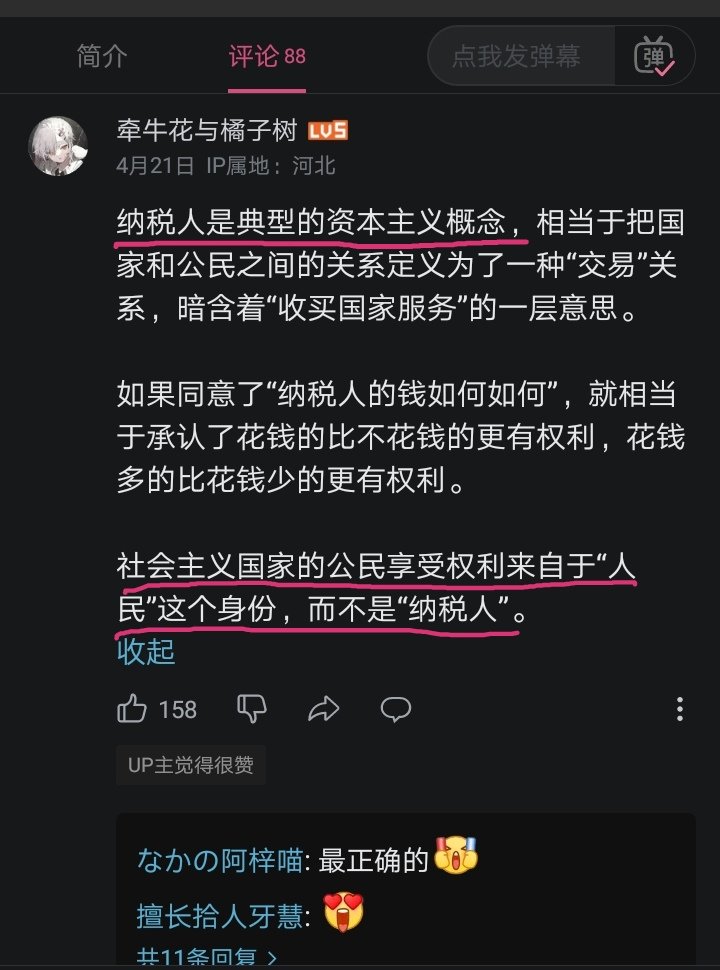 简介
评论 88
点我发弹幕
弹
牵牛花与橘子树 LV5
4月21日 IP属地：河北
纳税人是典型的资本主义概念，相当于把国
家和公民之间的关系定义为了一种“交易”关
系，暗含着“收买国家服务”的一层意思。
如果同意了“纳税人的钱如何如何”，就相当
于承认了花钱的比不花钱的更有权利，花钱
多的比花钱少的更有权利。
社会主义国家的公民享受权利来自于“人
民”这个身份，而不是“纳税人”。
收起
158
UP主觉得很赞
なかの阿梓喵: 最正确的
擅长拾人牙慧:
共11条回复 >